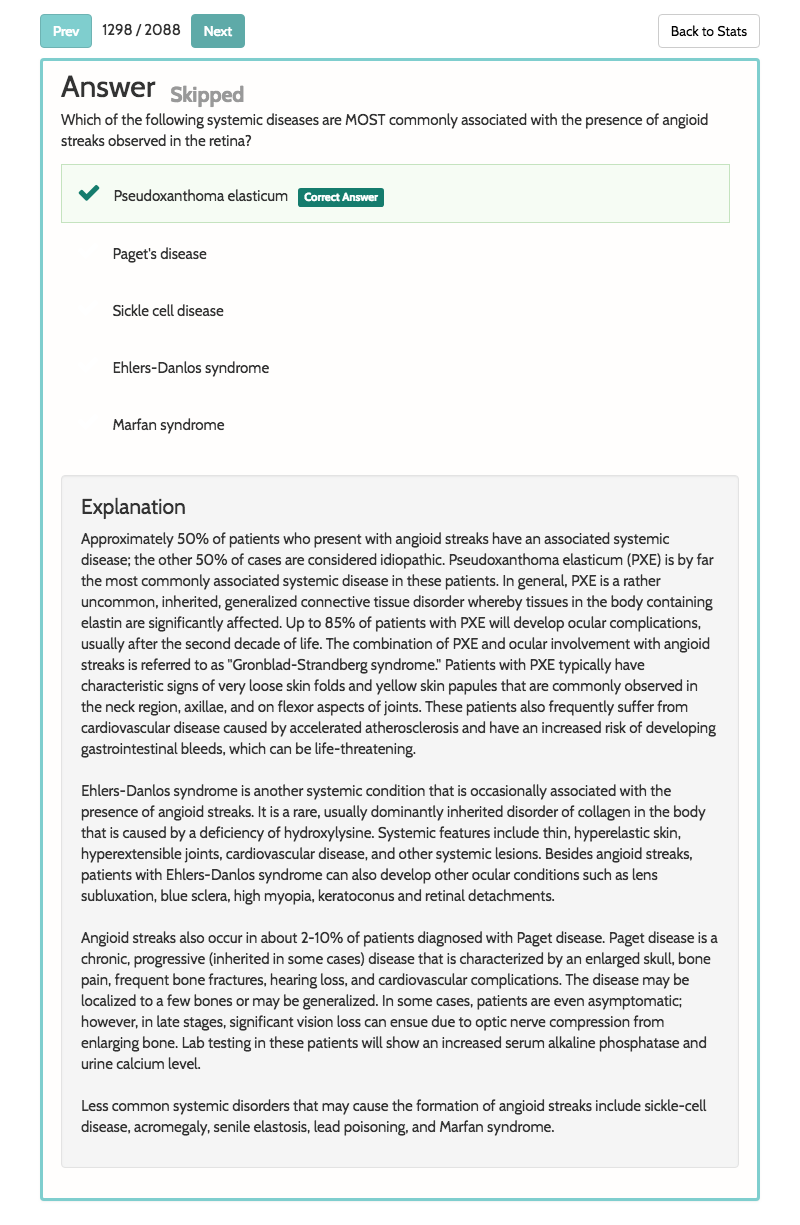 Prev 1298 / 2088 Next Back to Stats
Answer Skipped
Which of the following systemic diseases are MOST commonly associated with the presence of angioid
streaks observed in the retina?
Pseudoxanthoma elasticum Correct Answer
Paget's disease
Sickle cell disease
Ehlers-Danlos syndrome
Marfan syndrome
Explanation
Approximately 50% of patients who present with angioid streaks have an associated systemic
disease; the other 50% of cases are considered idiopathic. Pseudoxanthoma elasticum (PXE) is by far
the most commonly associated systemic disease in these patients. In general, PXE is a rather
uncommon, inherited, generalized connective tissue disorder whereby tissues in the body containing
elastin are significantly affected. Up to 85% of patients with PXE will develop ocular complications,
usually after the second decade of life. The combination of PXE and ocular involvement with angioid
streaks is referred to as "Gronblad-Strandberg syndrome." Patients with PXE typically have
characteristic signs of very loose skin folds and yellow skin papules that are commonly observed in
the neck region, axillae, and on flexor aspects of joints. These patients also frequently suffer from
cardiovascular disease caused by accelerated atherosclerosis and have an increased risk of developing
gastrointestinal bleeds, which can be life-threatening.
Ehlers-Danlos syndrome is another systemic condition that is occasionally associated with the
presence of angioid streaks. It is a rare, usually dominantly inherited disorder of collagen in the body
that is caused by a deficiency of hydroxylysine. Systemic features include thin, hyperelastic skin,
hyperextensible joints, cardiovascular disease, and other systemic lesions. Besides angioid streaks,
patients with Ehlers-Danlos syndrome can also develop other ocular conditions such as lens
subluxation, blue sclera, high myopia, keratoconus and retinal detachments.
Angioid streaks also occur in about 2-10% of patients diagnosed with Paget disease. Paget disease is a
chronic, progressive (inherited in some cases) disease that is characterized by an enlarged skull, bone
pain, frequent bone fractures, hearing loss, and cardiovascular complications. The disease may be
localized to a few bones or may be generalized. In some cases, patients are even asymptomatic;
however, in late stages, significant vision loss can ensue due to optic nerve compression from
enlarging bone. Lab testing in these patients will show an increased serum alkaline phosphatase and
urine calcium level.
Less common systemic disorders that may cause the formation of angioid streaks include sickle-cell
disease, acromegaly, senile elastosis, lead poisoning, and Marfan syndrome.